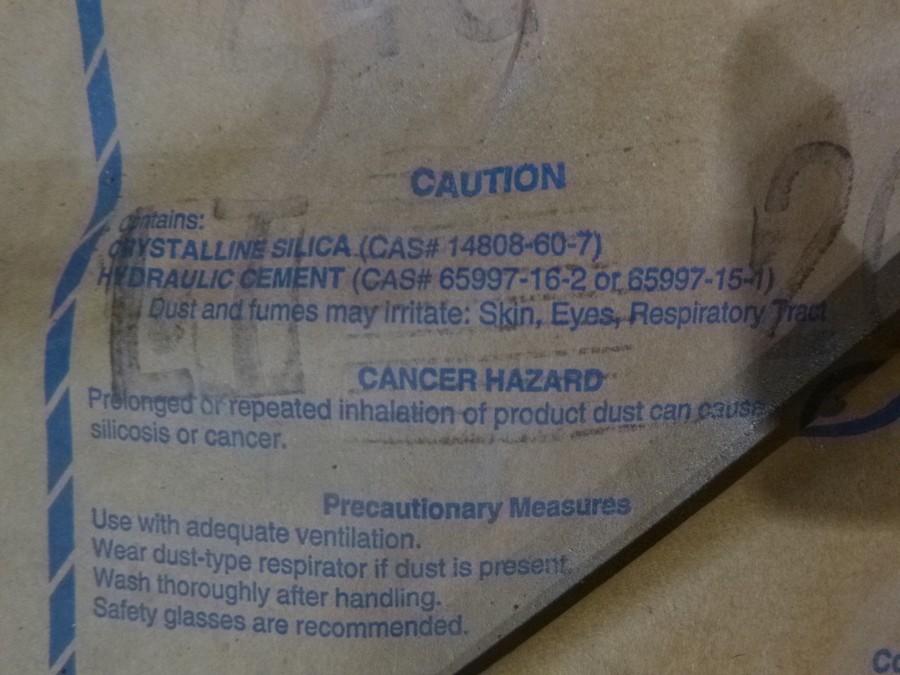 CAUTION
Contains:
CRYSTALLINE SILICA (CAS# 14808-60-7)
HYDRAULIC CEMENT (CAS# 65997-16-2 or 65997-15-1)
Dust and fumes may irritate: Skin, Eyes, Respiratory Tract
CANCER HAZARD
Prolonged or repeated inhalation of product dust can cause
silicosis or cancer.
Precautionary Measures
Use with adequate ventilation.
Wear dust-type respirator if dust is present.
Wash thoroughly after handling.
Safety glasses are recommended.